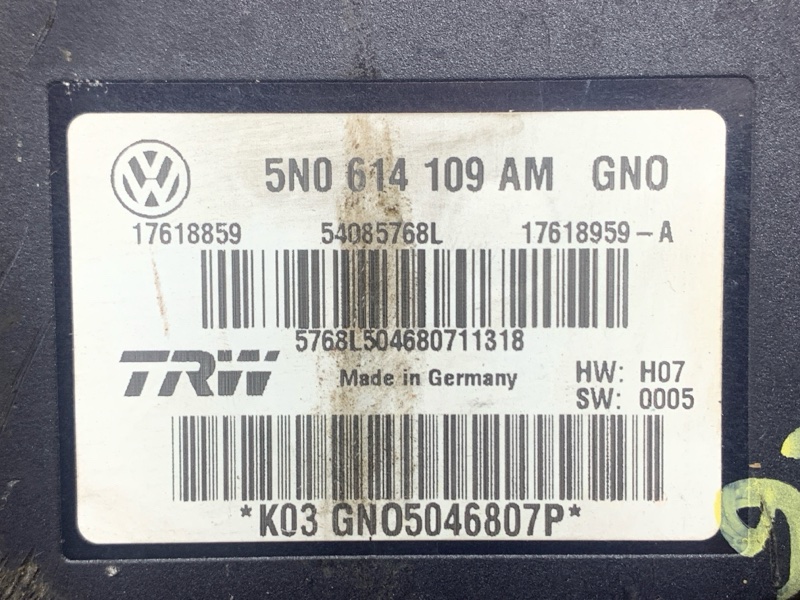 5N0 614 109 AM GNO
17618859 54085768L 17618959-A
5768L504680711318
TRW Made in Germany HW: H07
SW: 0005
*K03 GNO5046807P*